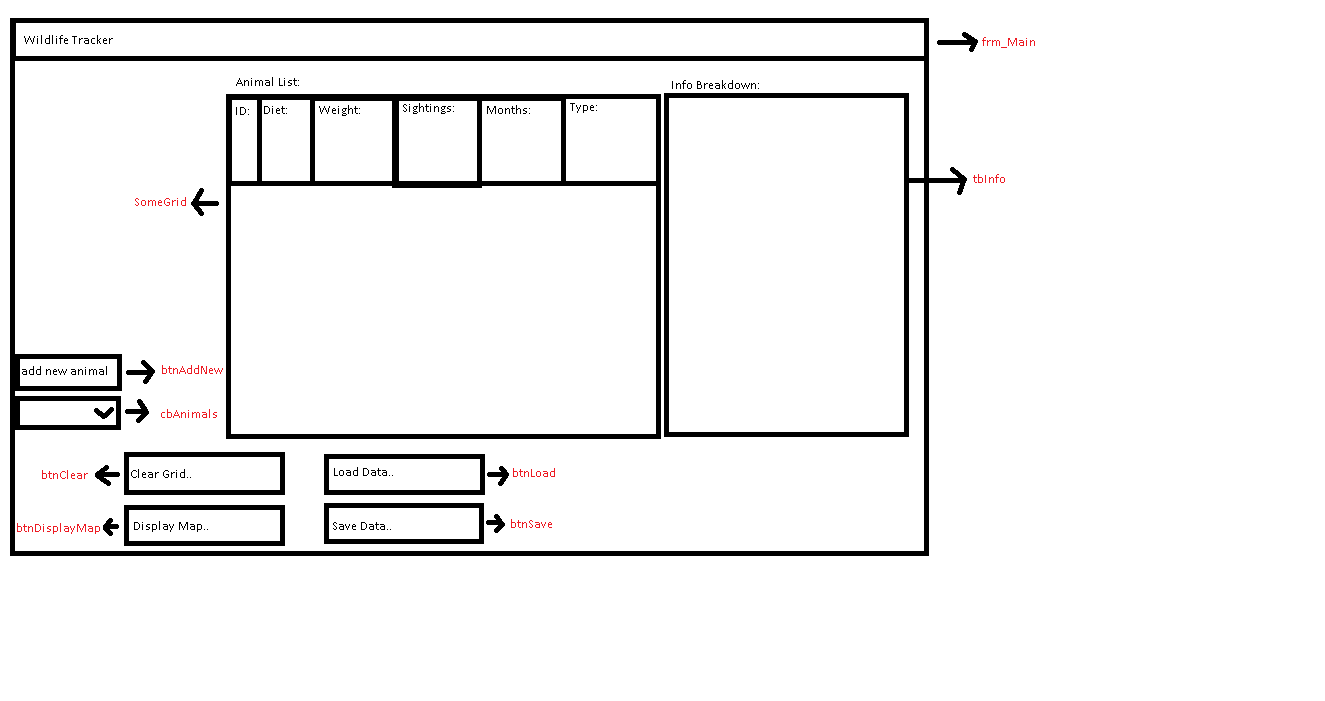 Wildlife Tracker
frm_Main
Animal List:
Info Breakdown:
ID:
Diet:
Weight:
Sightings:
Months:
Type:
tbInfo
SomeGrid
add new animal
btnAddNew
cbAnimals
btnClear
Clear Grid..
Load Data..
btnLoad
btnDisplayMap
Display Map..
Save Data..
btnSave